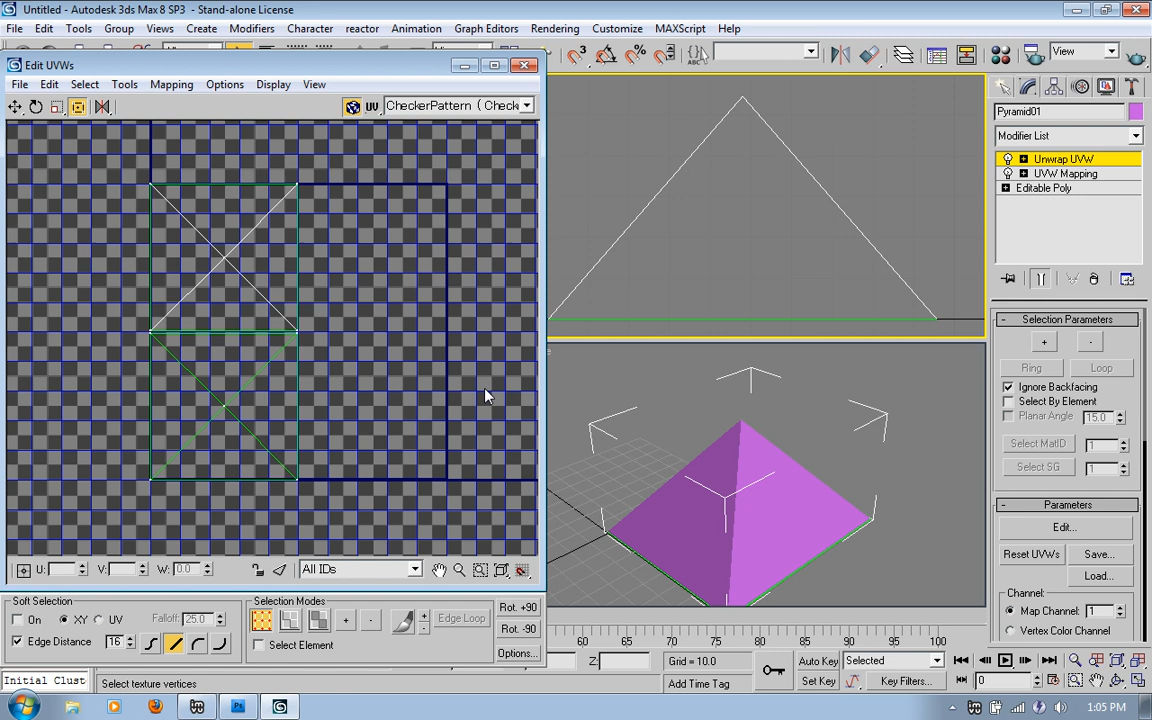 Untitled - Autodesk 3ds Max 8 SP3 - Stand-alone License
File Edit Tools Group Views Create Modifiers Character reactor Animation Graph Editors Rendering Customize MAXScript Help
View
Edit UVWs
File Edit Select Tools Mapping Options Display View
UV CheckerPattern ( Check
Pyramid01
Modifier List
Unwrap UVW
UVW Mapping
Editable Poly
Selection Parameters
+ -
Ring Loop
Ignore Backfacing
Select By Element
Planar Angle 15.0
Select MatID 1
Select SG 1
Parameters
Edit...
Reset UVWs Save...
Load...
Channel:
Map Channel: 1
Vertex Color Channel
U: V: W: 0.0 All IDs
Soft Selection
On XY UV Falloff: 25.0
Edge Distance 16
Selection Modes
+ - + - Edge Loop
Select Element
Rot. +90
Rot. -90
Options...
60 65 70 75 80 85 90 95 100
Z: Grid = 10.0
Add Time Tag
Auto Key Selected
Set Key Key Filters... 0
Initial Clust Select texture vertices
1:05 PM